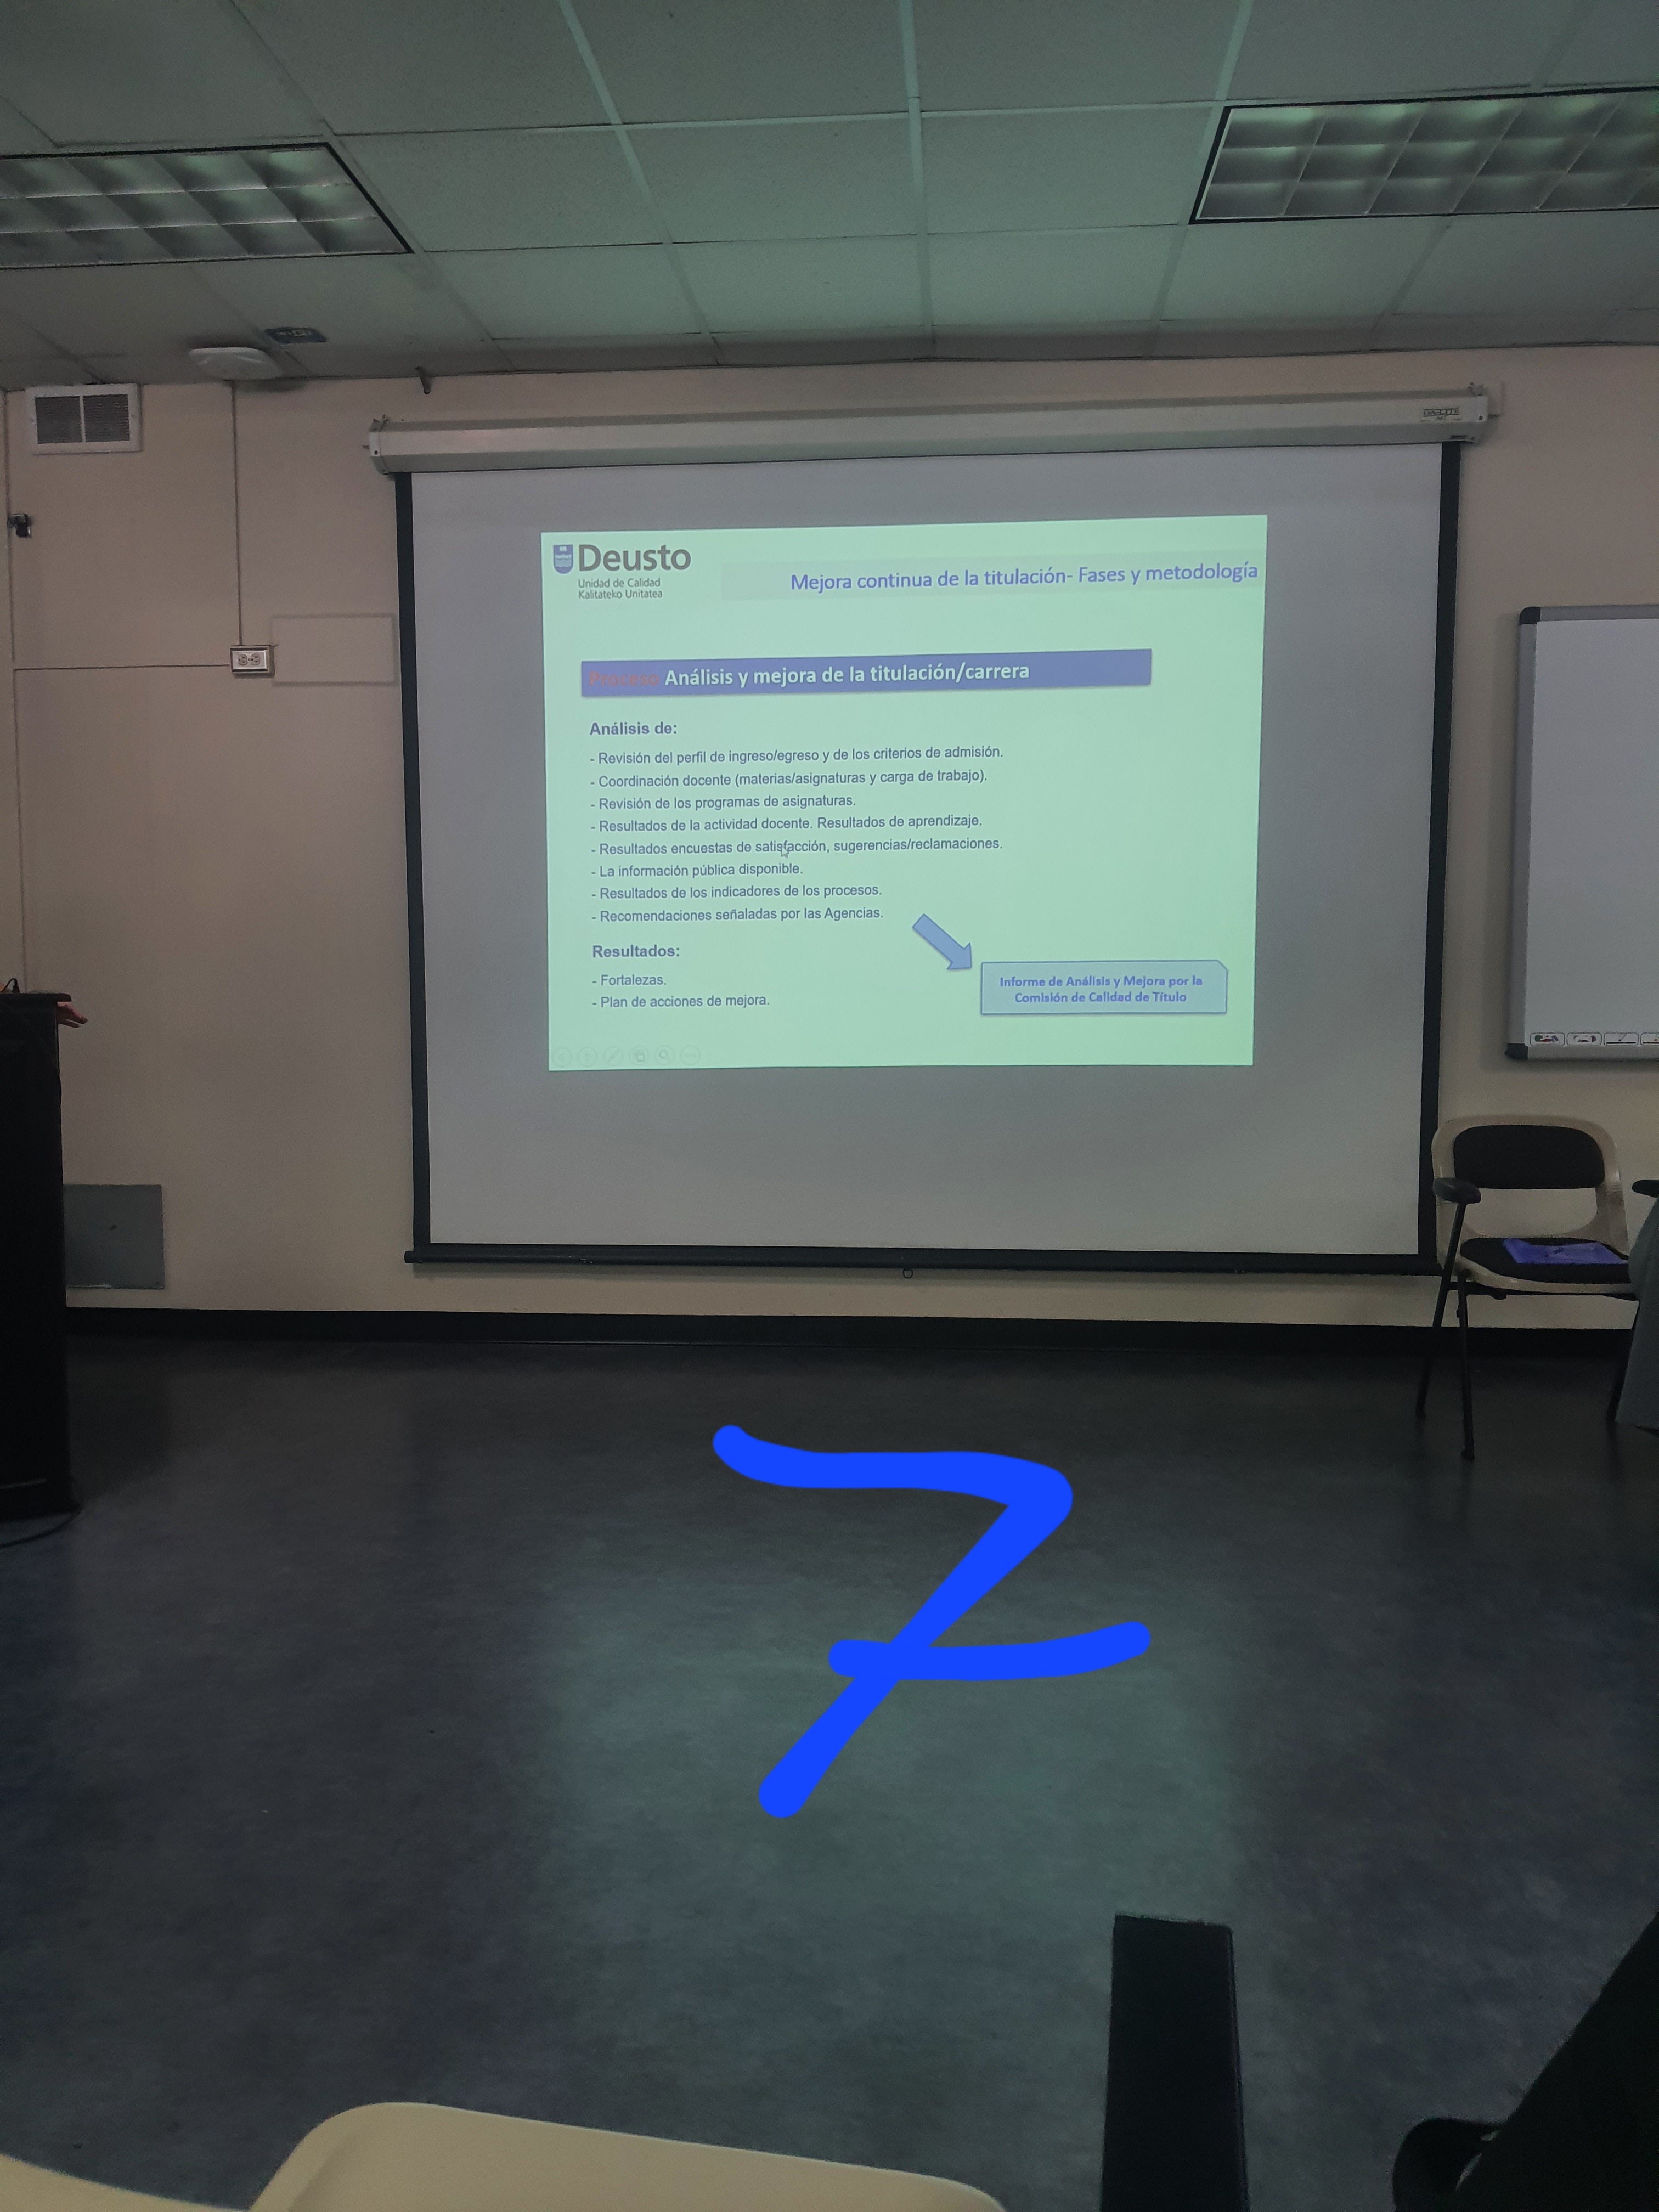 Deusto
Unidad de Calidad
Kalitateko Unitatea
Mejora continua de la titulación- Fases y metodología
Proceso Análisis y mejora de la titulación/carrera
Análisis de:
- Revisión del perfil de ingreso/egreso y de los criterios de admisión.
- Coordinación docente (materias/asignaturas y carga de trabajo).
- Revisión de los programas de asignaturas.
- Resultados de la actividad docente. Resultados de aprendizaje.
- Resultados encuestas de satisfacción, sugerencias/reclamaciones.
- La información pública disponible.
- Resultados de los indicadores de los procesos.
- Recomendaciones señaladas por las Agencias.
Resultados:
- Fortalezas.
- Plan de acciones de mejora.
Informe de Análisis y Mejora por la
Comisión de Calidad de Título
7